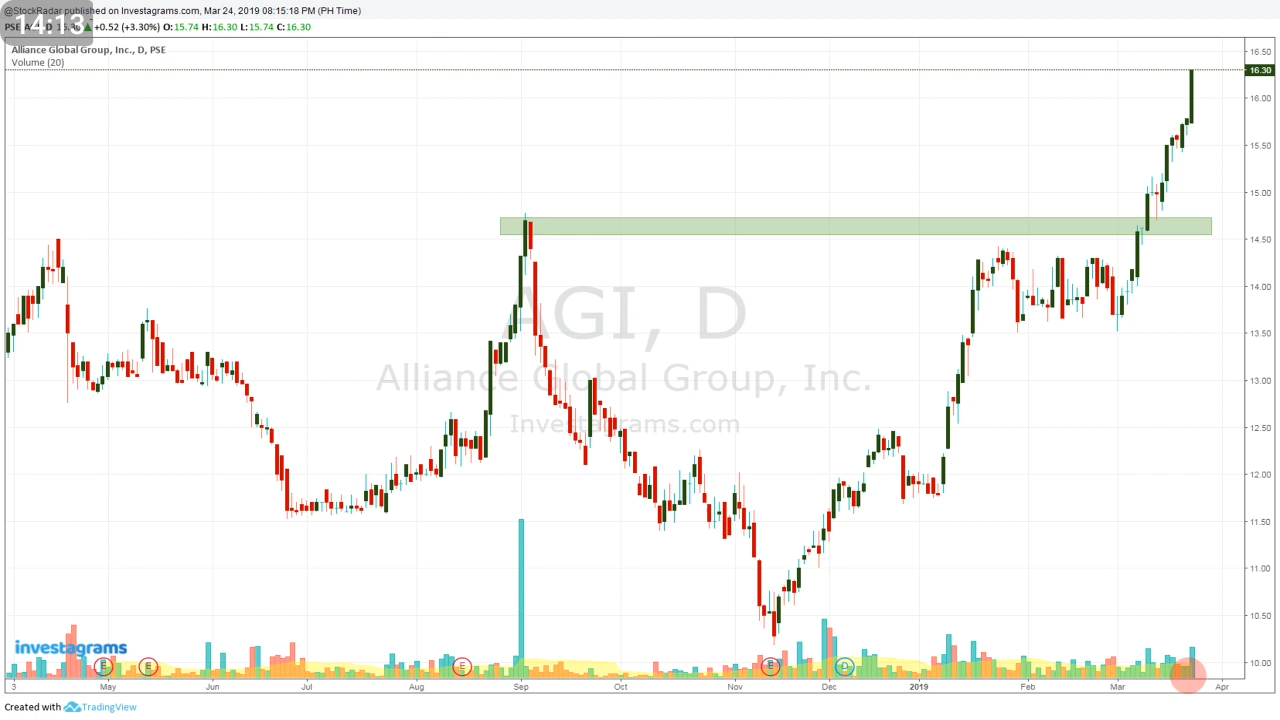 @StockRadar published on Investagrams.com, Mar 24, 2019 08:15:18 PM (PH Time)
14:13
+0.52 (+3.30%) O:15.74 H:16.30 L:15.74 C:16.30
Alliance Global Group, Inc., D, PSE
Volume (20)
16.50
16.30
16.00
15.50
15.00
14.50
14.00
13.50
13.00
12.50
12.00
11.50
11.00
10.50
10.00
AGI, D
Alliance Global Group, Inc.
Investagrams.com
investagrams
E E E E D
3 May Jun Jul Aug Sep Oct Nov Dec 2019 Feb Mar Apr
Created with TradingView